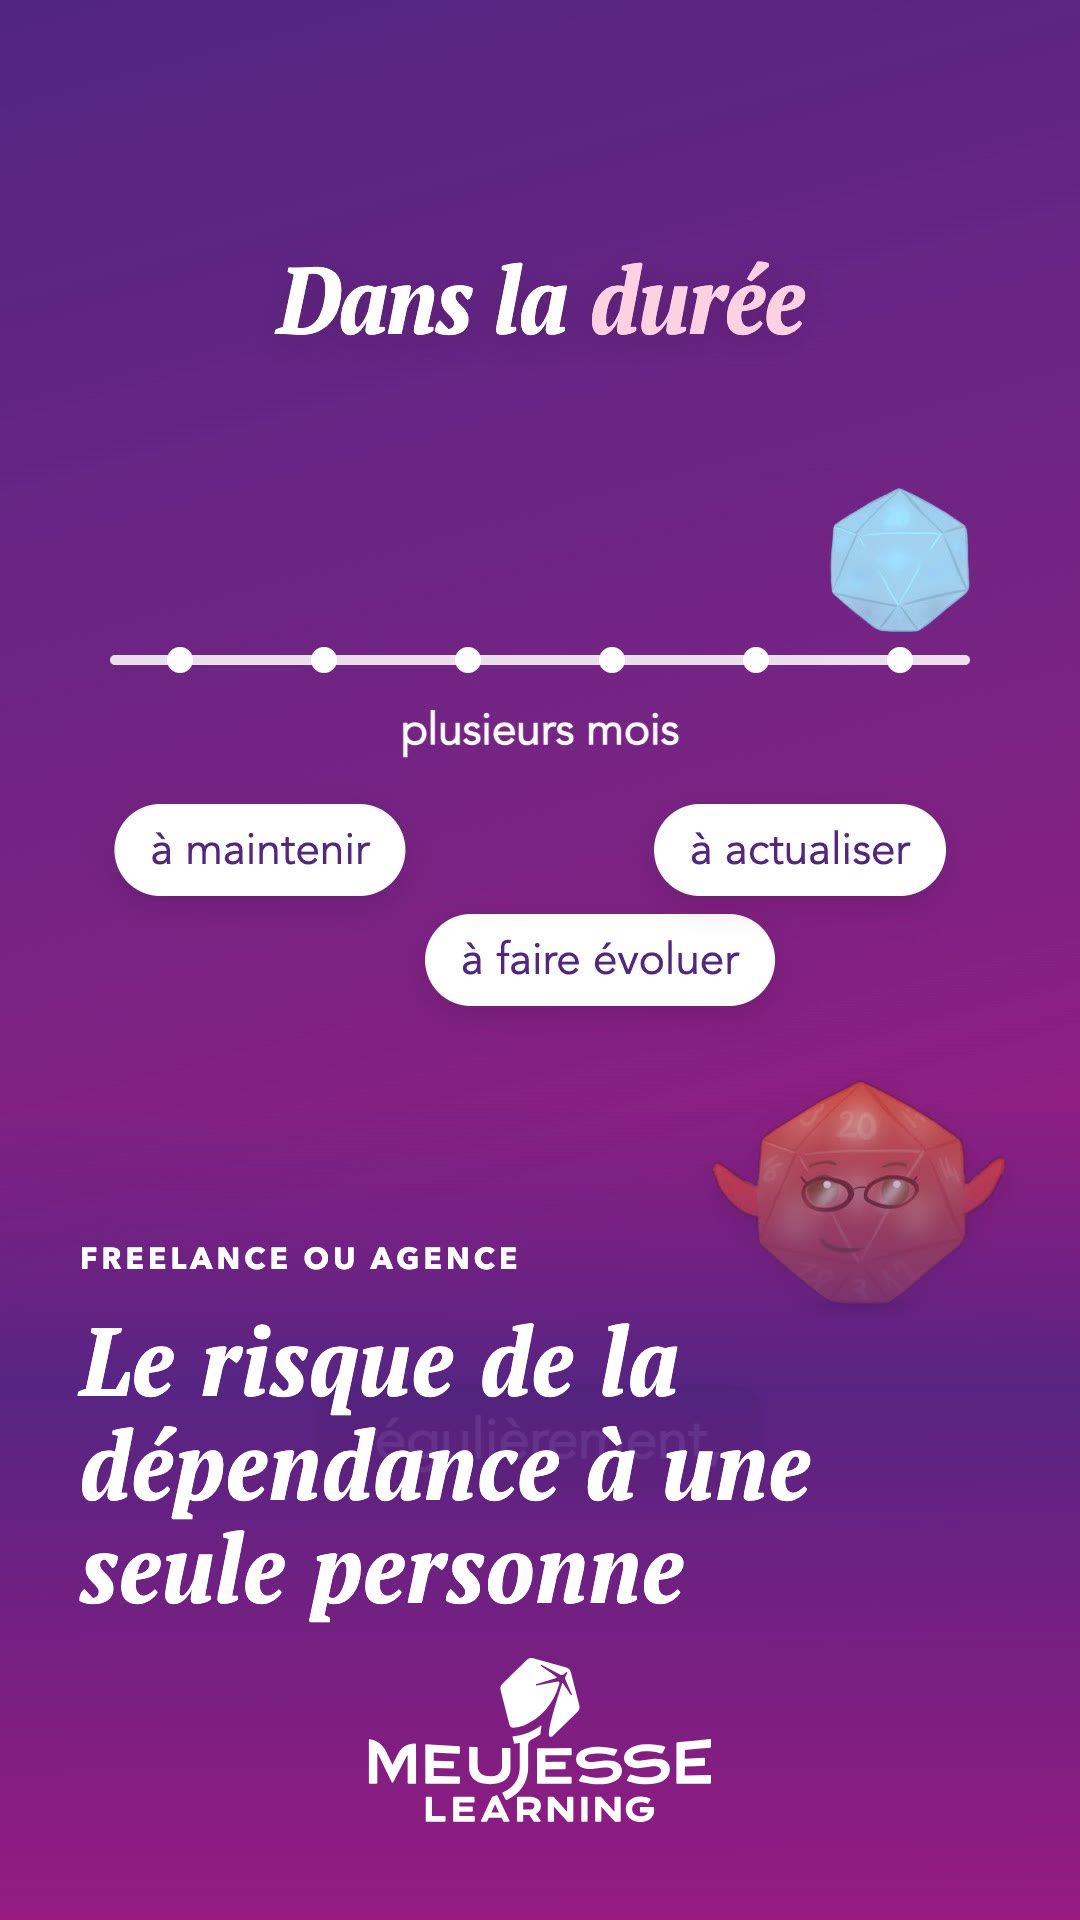 Dans la durée
plusieurs mois
à maintenir
à actualiser
à faire évoluer
20
FREELANCE OU AGENCE
Le risque de la
régulièrement,
dépendance à une
seule personne
MEUJESSE
LEARNING